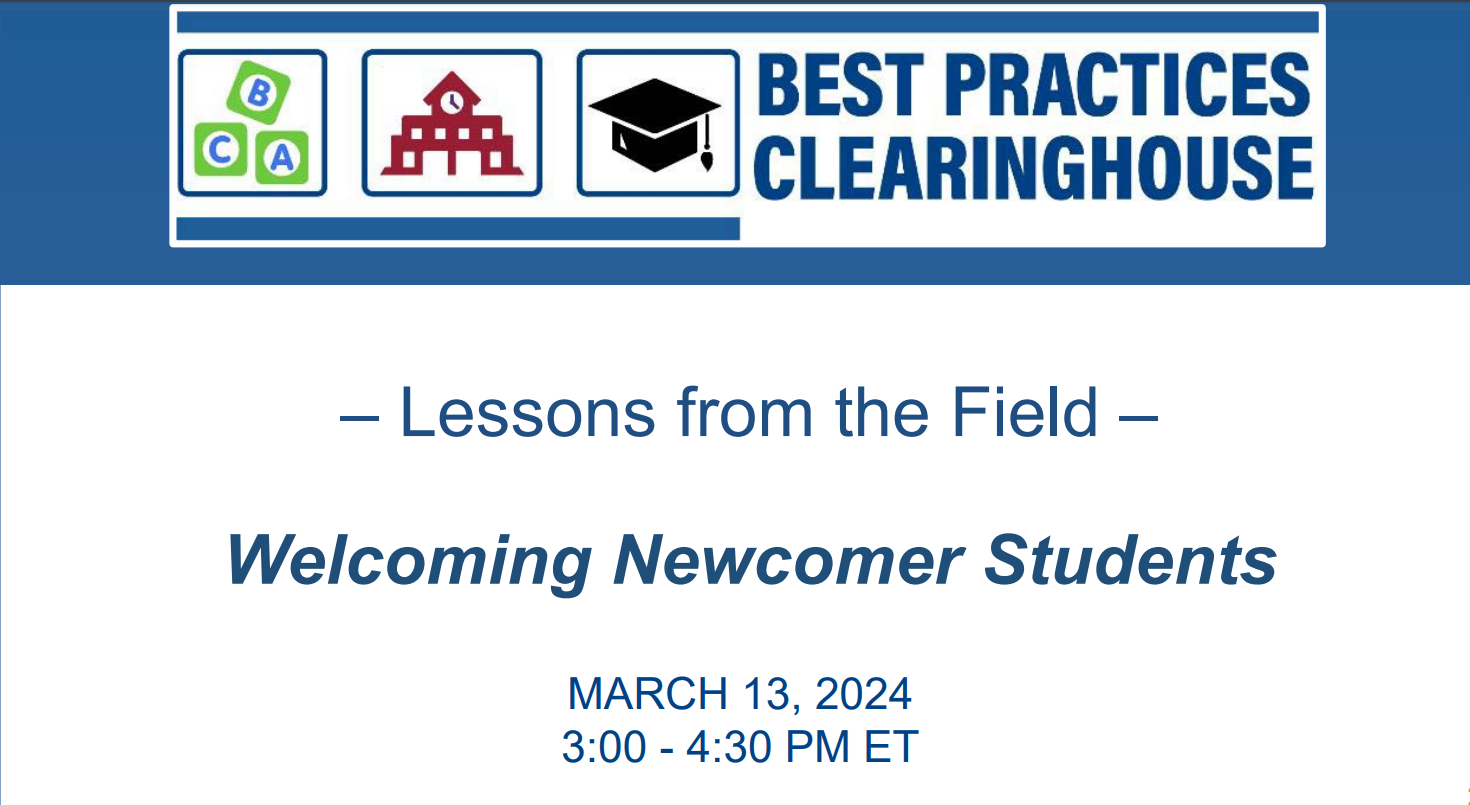 B
C A
BEST PRACTICES
CLEARINGHOUSE
– Lessons from the Field –
Welcoming Newcomer Students
MARCH 13, 2024
3:00 - 4:30 PM ET